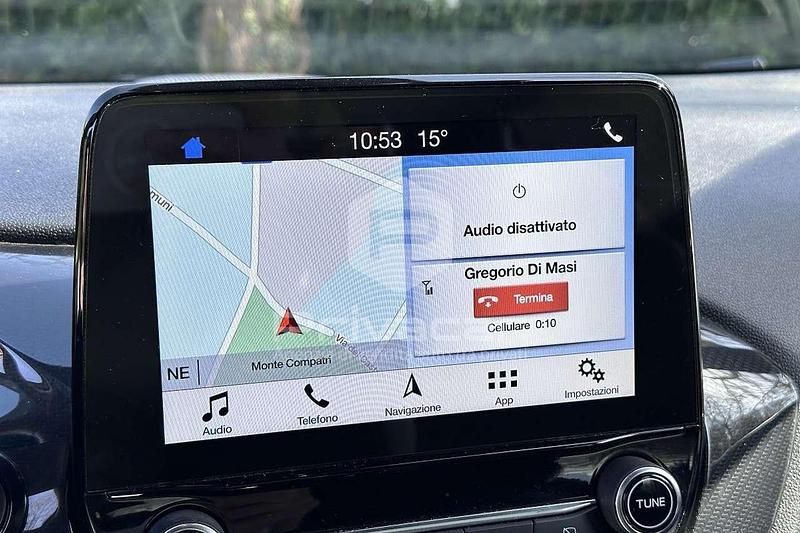 10:53 15°
muni
Audio disattivato
Gregorio Di Masi
Termina
Cellulare 0:10
NE
Monte Compatri
Audio
Telefono
Navigazione
App
Impostazioni
TUNE